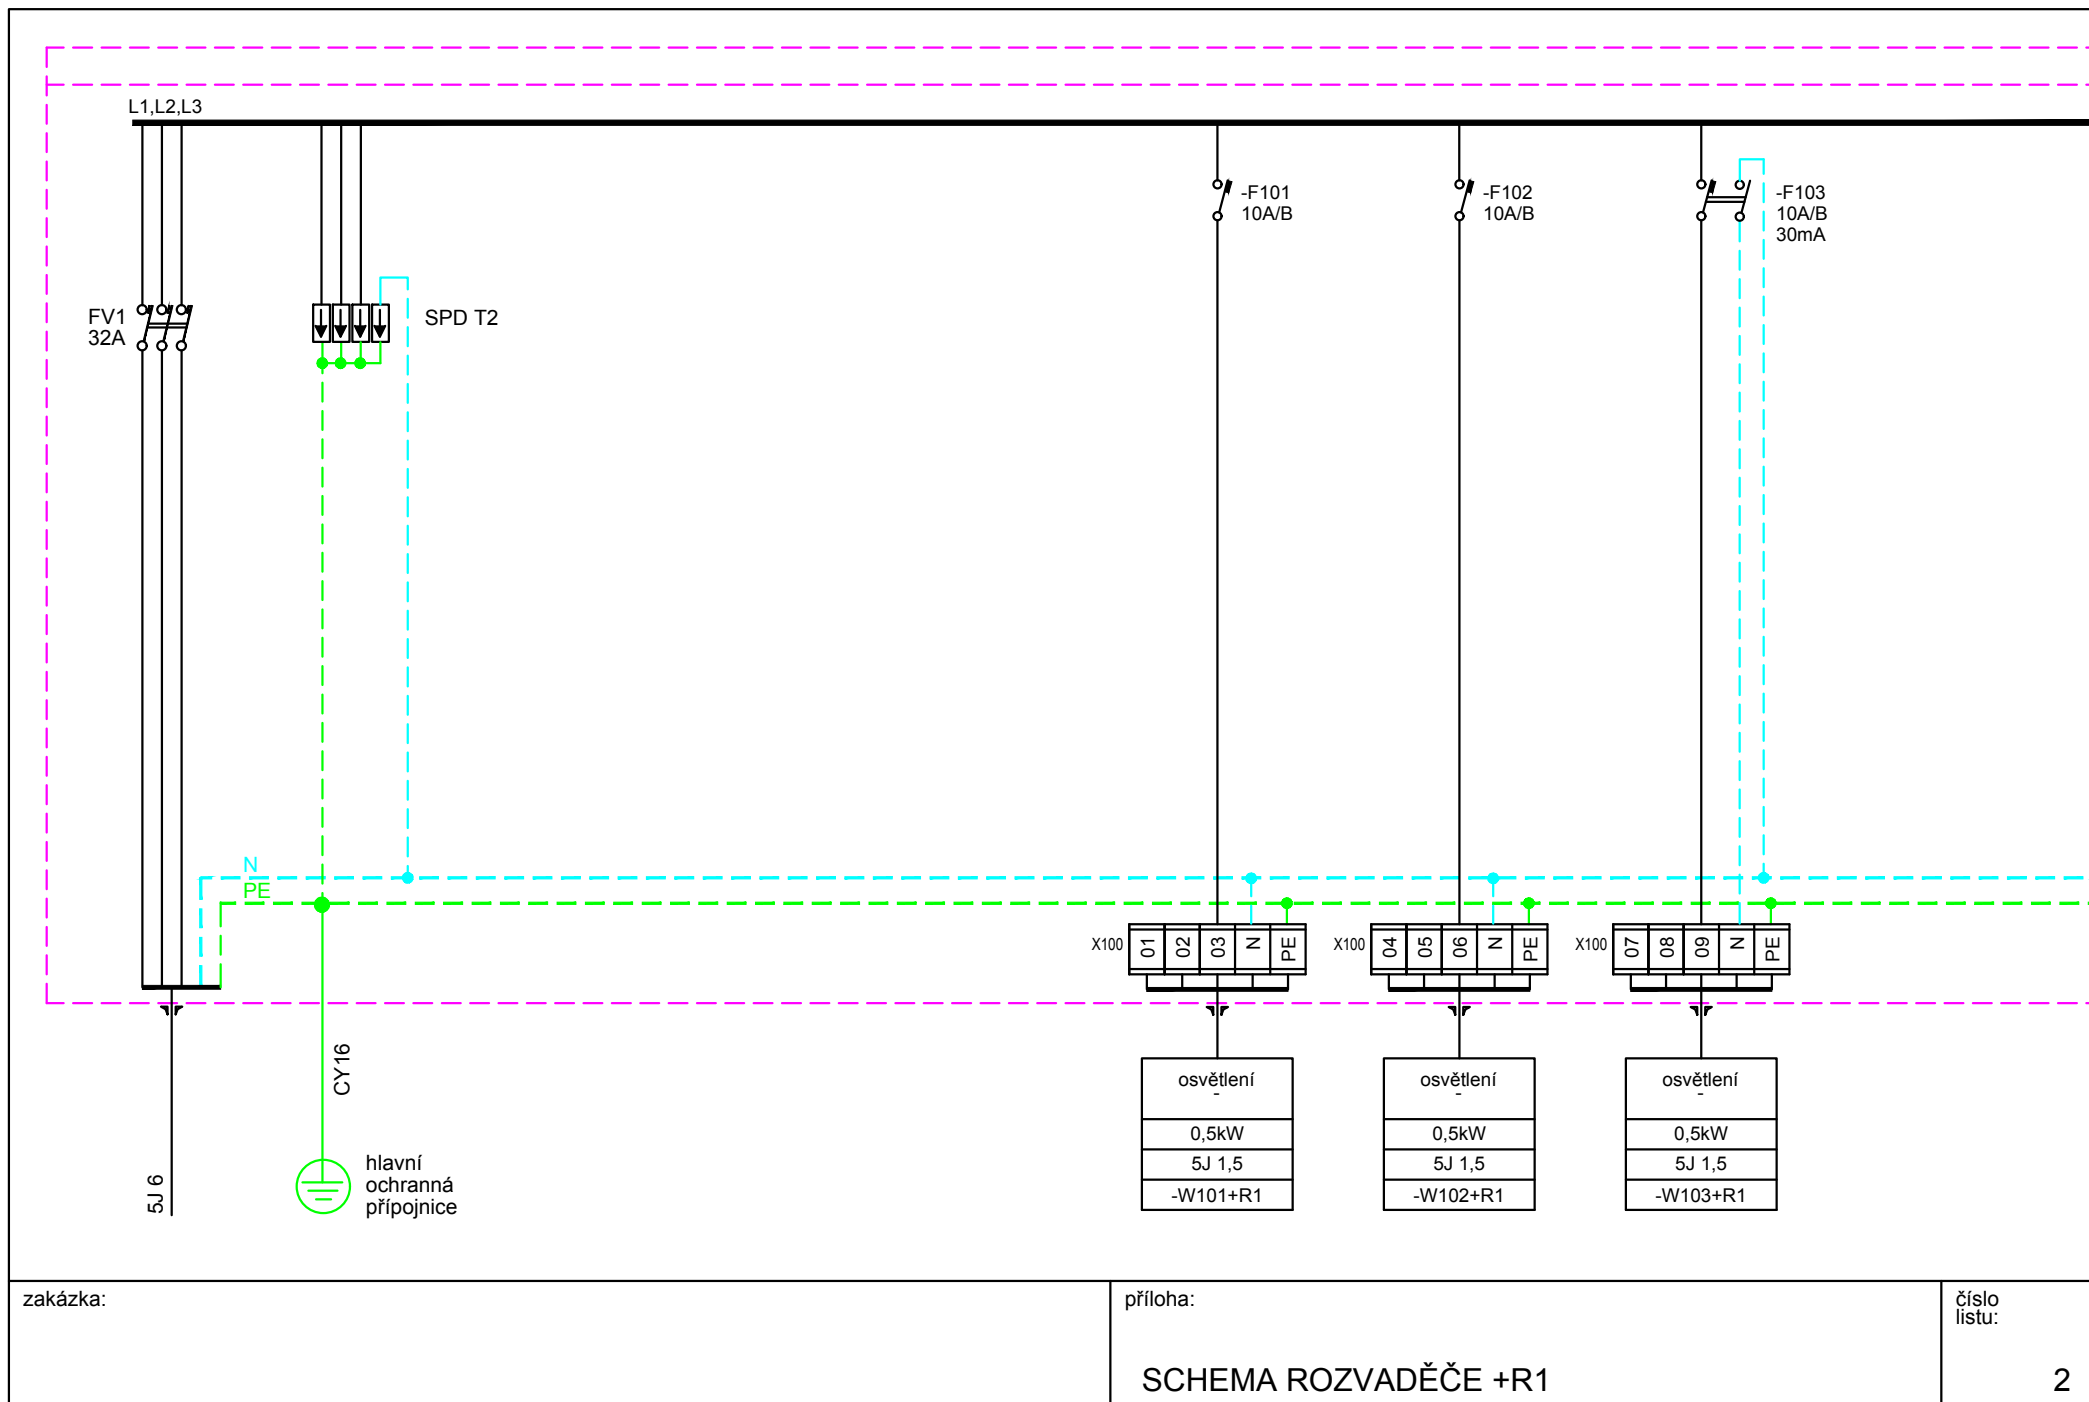 L1,L2,L3
FV1
32A
SPD T2
-F101
10A/B
-F102
10A/B
-F103
10A/B
30mA
N
PE
X100
01
02
03
N
PE
X100
04
05
06
N
PE
X100
07
08
09
N
PE
5J 6
CY16
hlavní
ochranná
přípojnice
osvětlení
-
0,5kW
5J 1,5
-W101+R1
osvětlení
-
0,5kW
5J 1,5
-W102+R1
osvětlení
-
0,5kW
5J 1,5
-W103+R1
zakázka:
příloha:
SCHEMA ROZVADĚČE +R1
číslo
listu:
2